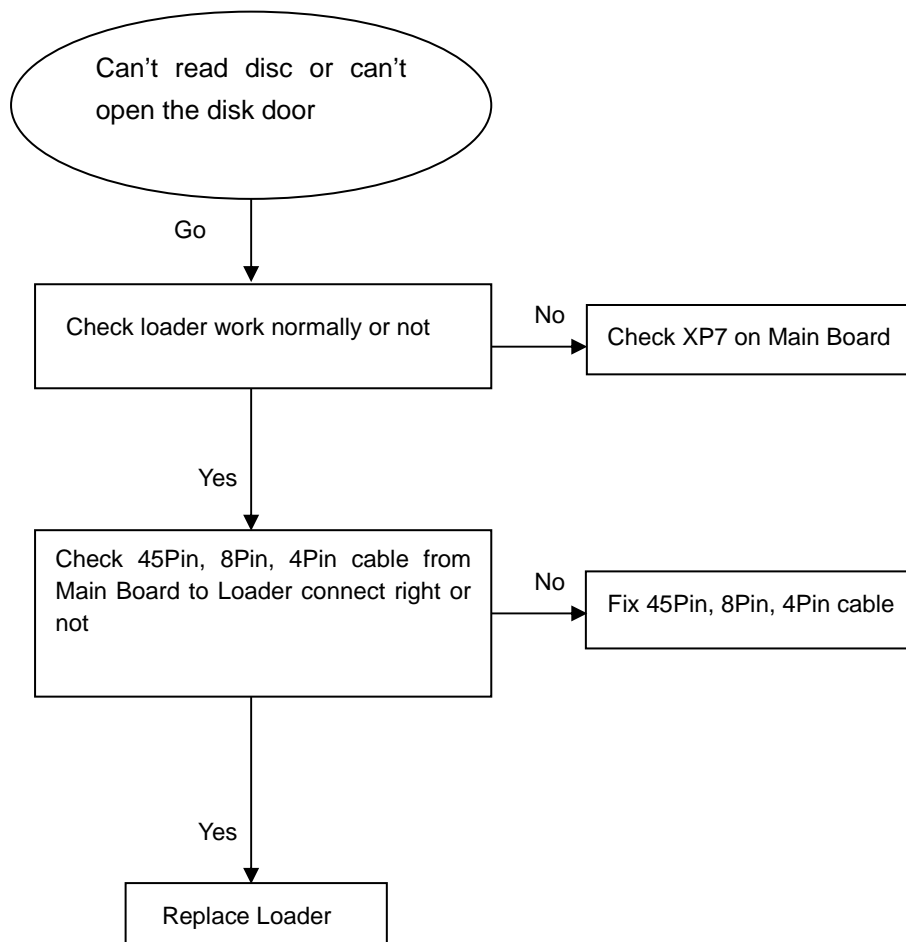 Can’t read disc or can’t
open the disk door
Go
Check loader work normally or not
No
Check XP7 on Main Board
Yes
Check 45Pin, 8Pin, 4Pin cable from
Main Board to Loader connect right or
not
No
Fix 45Pin, 8Pin, 4Pin cable
Yes
Replace Loader